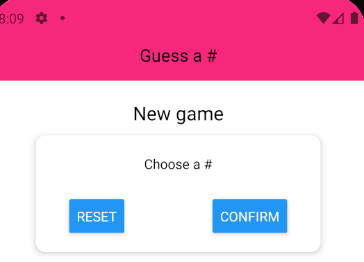 8:09
Guess a #
New game
Choose a #
RESET CONFIRM